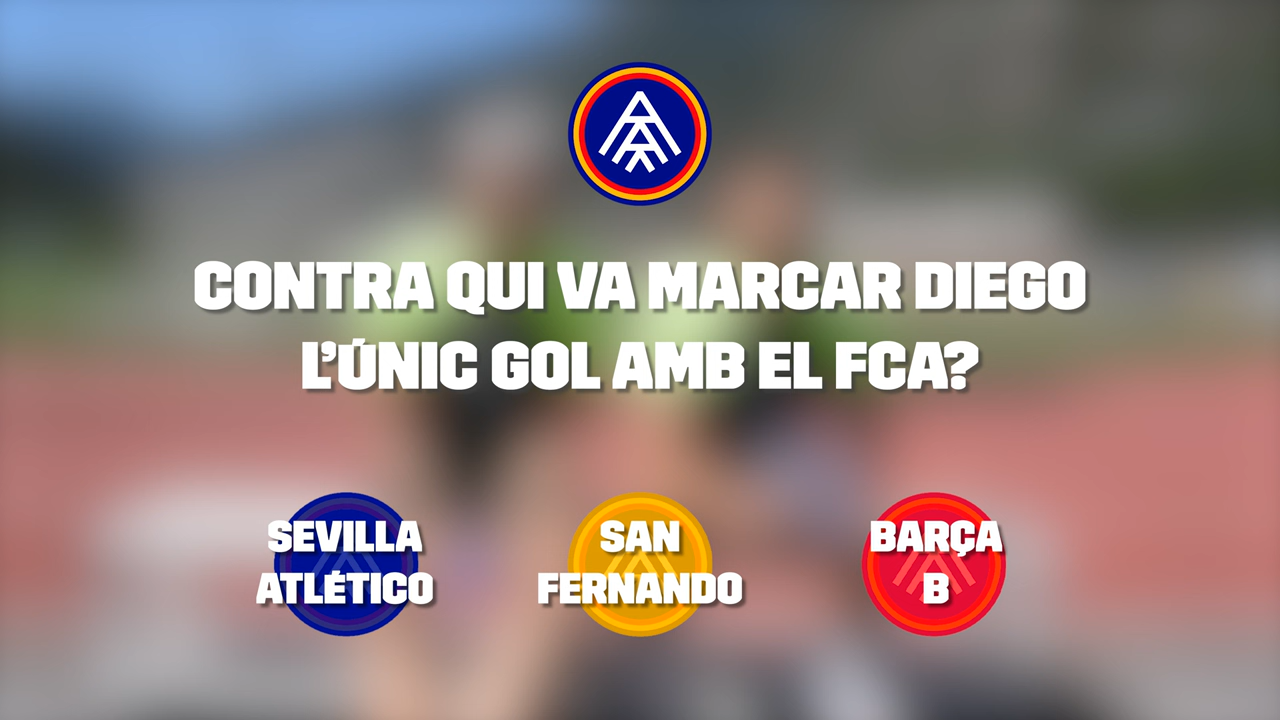 CONTRA QUI VA MARCAR DIEGO
L'ÚNIC GOL AMB EL FCA?
SEVILLA
ATLÉTICO
SAN
FERNANDO
BARÇA
B